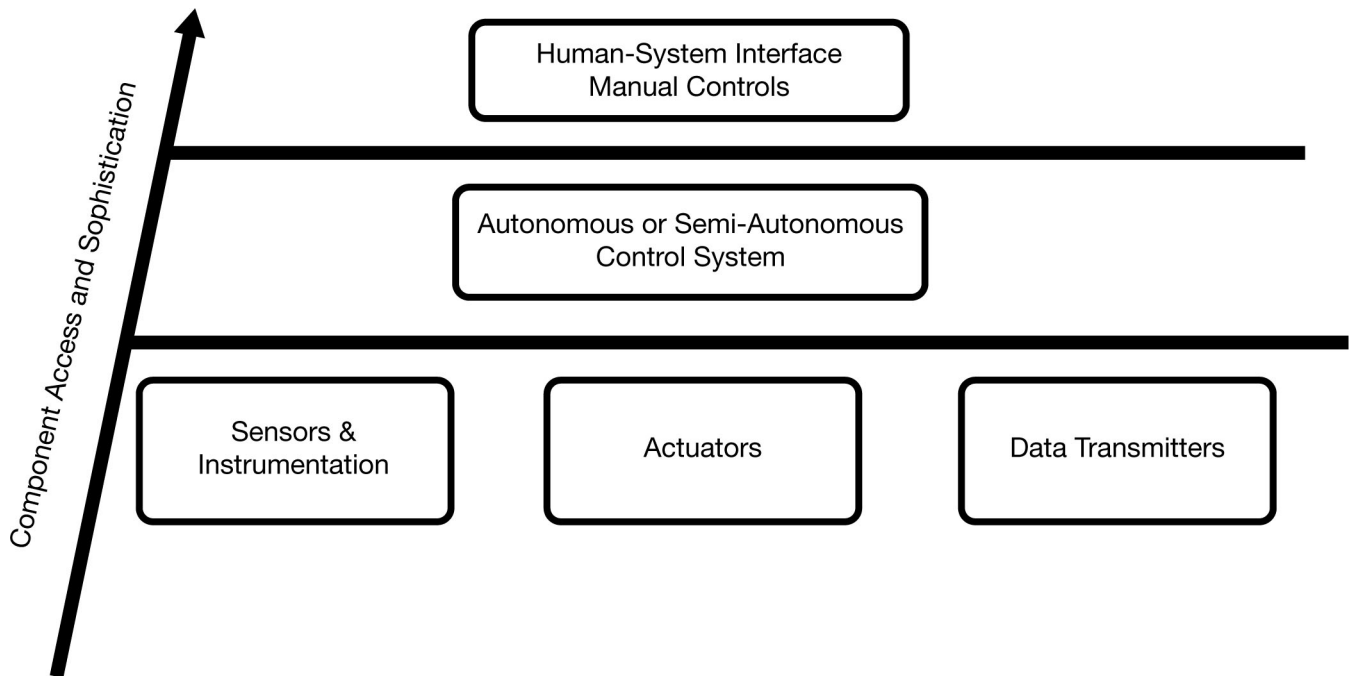 Component Access and Sophistication
Human-System Interface
Manual Controls
Autonomous or Semi-Autonomous
Control System
Sensors &
Instrumentation
Actuators
Data Transmitters